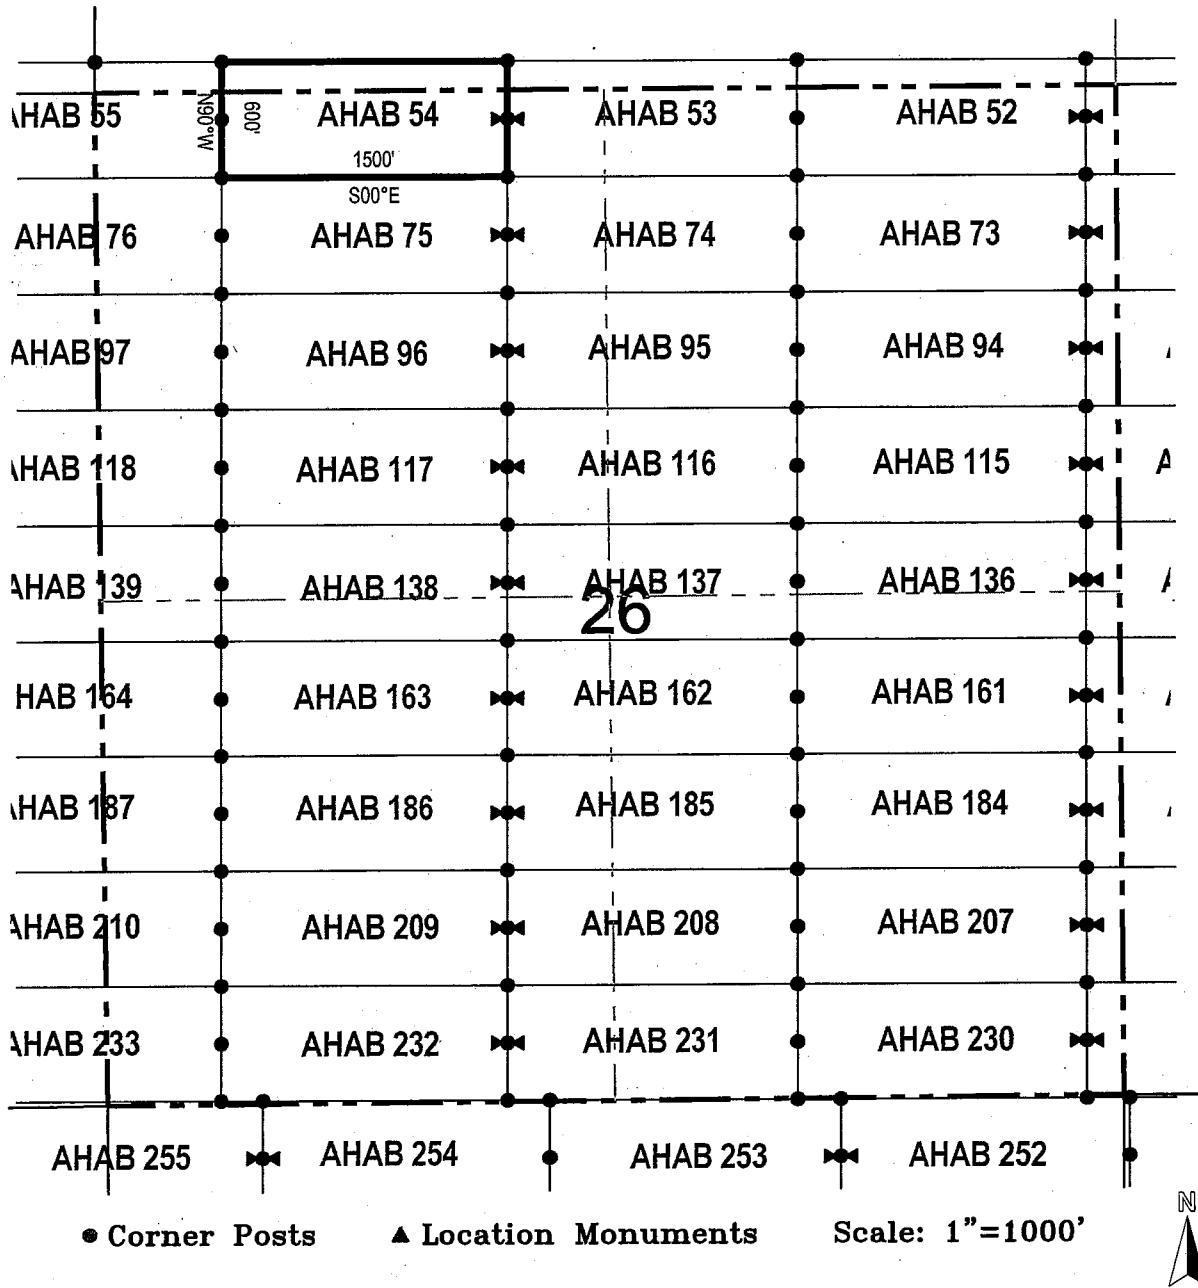 AHAB 55 N90°W 600' AHAB 54 AHAB 53 AHAB 52
1500'
S00°E
AHAB 76 AHAB 75 AHAB 74 AHAB 73
AHAB 97 AHAB 96 AHAB 95 AHAB 94
AHAB 118 AHAB 117 AHAB 116 AHAB 115 A
AHAB 139 AHAB 138 AHAB 137 AHAB 136
26
HAB 164 AHAB 163 AHAB 162 AHAB 161
AHAB 187 AHAB 186 AHAB 185 AHAB 184
AHAB 210 AHAB 209 AHAB 208 AHAB 207
AHAB 233 AHAB 232 AHAB 231 AHAB 230
AHAB 255 AHAB 254 AHAB 253 AHAB 252
N
Corner Posts Location Monuments Scale: 1"=1000'